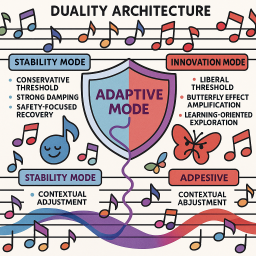 DUALITY ARCHITECTURE
STABILITY MODE
• CONSERVATIVE
THRESHOLD
• STRONG DAMPING
• SAFETY-FOCUSED
RECOVERY
ADAPTIVE
MODE
INNOVATION MODE
• LIBERAL
THRESHOLD
• BUTTERFLY EFFECT
AMPLIFICATION
• LEARNING-ORIENTED
EXPLORATION
STABILITY MODE
• CONTEXTUAL
ADJUSTMENT
ADPESIVE
CONTEXTUAL
ABJUSTMENT